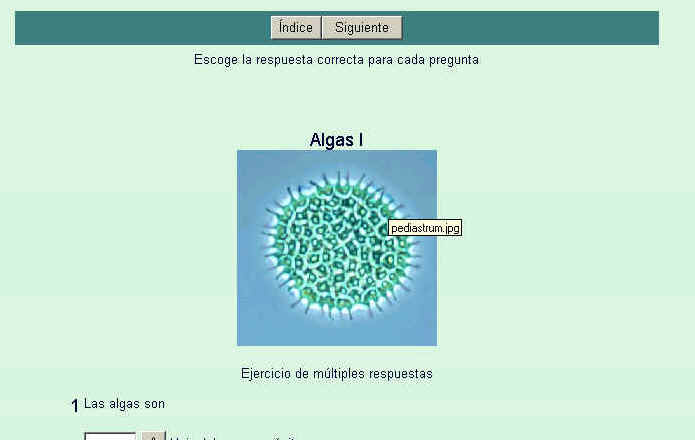 Índice Siguiente
Escoge la respuesta correcta para cada pregunta
Algas I
pediastrum.jpg
Ejercicio de múltiples respuestas
1 Las algas son